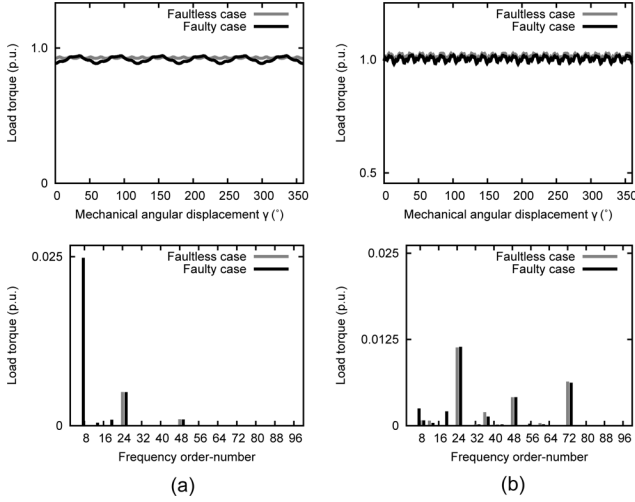 Faultless case
Faulty case
Load torque (p.u.)
1.0
0
0 50 100 150 200 250 300 350
Mechanical angular displacement γ (°)
Faultless case
Faulty case
Load torque (p.u.)
1.0
0.5
0 50 100 150 200 250 300 350
Mechanical angular displacement γ (°)
Faultless case
Faulty case
Load torque (p.u.)
0.025
0
8 16 24 32 40 48 56 64 72 80 88 96
Frequency order-number
(a)
Faultless case
Faulty case
Load torque (p.u.)
0.025
0.0125
0
8 16 24 32 40 48 56 64 72 80 88 96
Frequency order-number
(b)